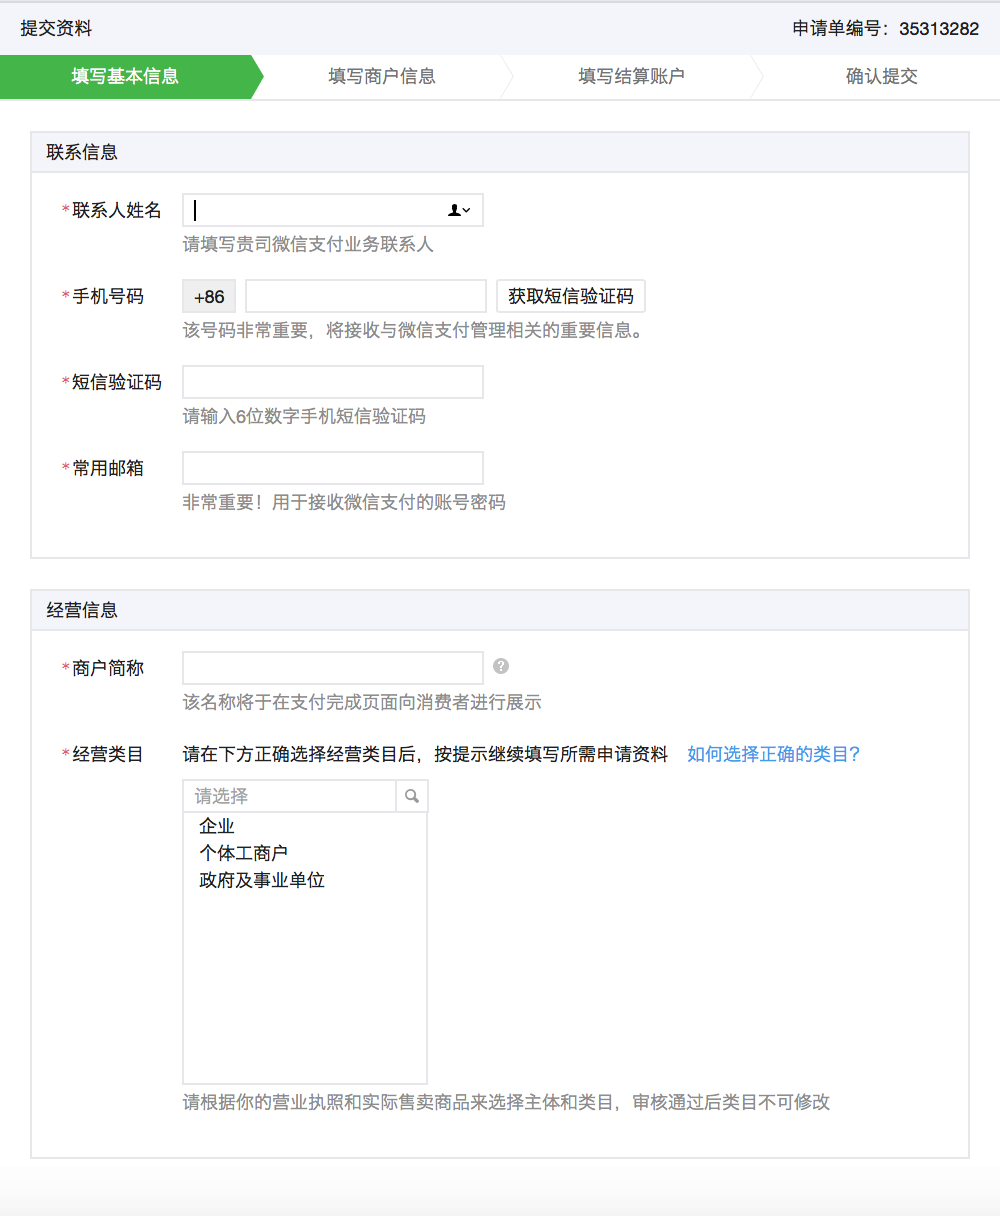 提交资料 申请单编号：35313282
填写基本信息 填写商户信息 填写结算账户 确认提交
联系信息
*联系人姓名
请填写贵司微信支付业务联系人
*手机号码 +86 获取短信验证码
该号码非常重要，将接收与微信支付管理相关的重要信息。
*短信验证码
请输入6位数字手机短信验证码
*常用邮箱
非常重要！用于接收微信支付的账号密码
经营信息
*商户简称 ?
该名称将于在支付完成页面向消费者进行展示
*经营类目 请在下方正确选择经营类目后，按提示继续填写所需申请资料 如何选择正确的类目?
请选择
企业
个体工商户
政府及事业单位
请根据你的营业执照和实际售卖商品来选择主体和类目，审核通过后类目不可修改